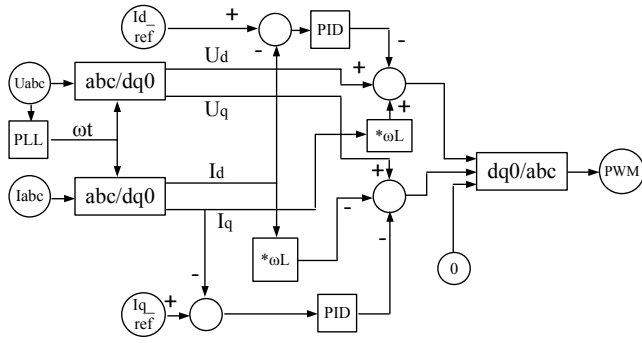 Id_
ref
+
-
PID
-
Uabc
abc/dq0
Ud
+
Uq
+
PLL
ωt
*ωL
Iabc
abc/dq0
Id
Iq
+
-
dq0/abc
PWM
*ωL
-
0
-
Iq_
ref
+
PID